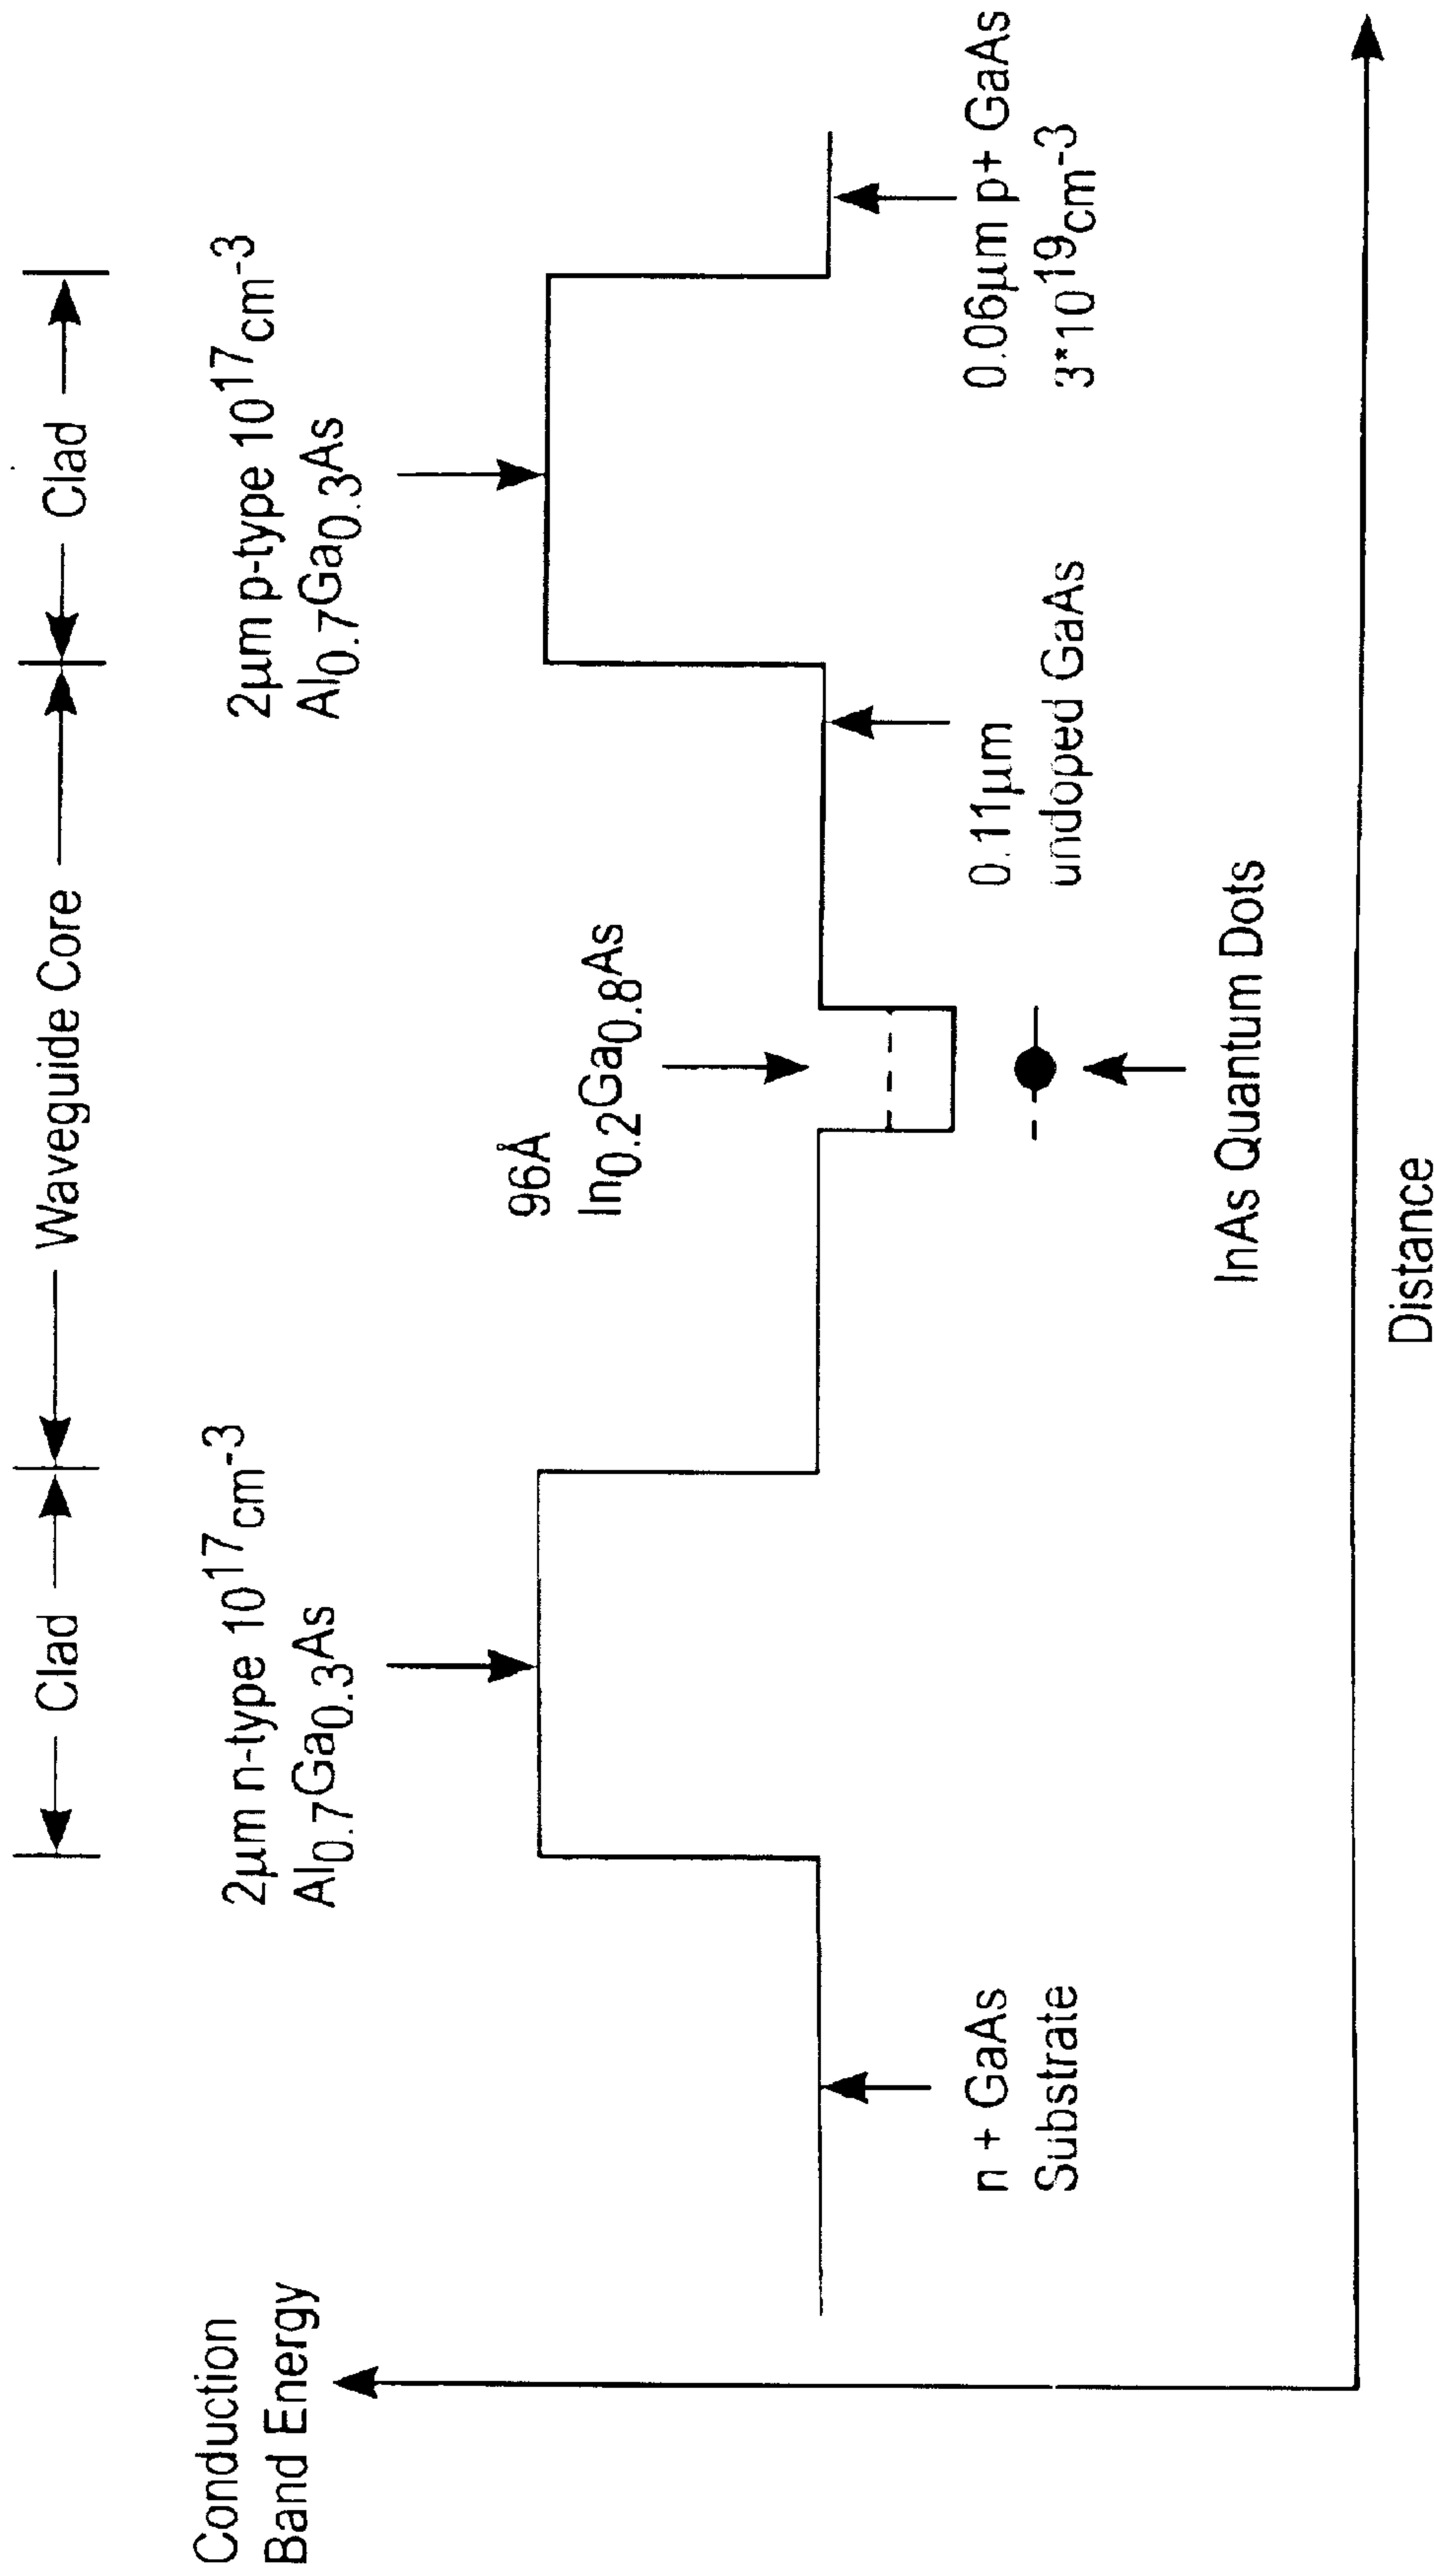 Clad
Waveguide Core
Clad
2μm n-type 10^17cm^-3
Al0.7Ga0.3As
2μm p-type 10^17cm^-3
Al0.7Ga0.3As
Conduction
Band Energy
96Å
In0.2Ga0.8As
n + GaAs
Substrate
0.11μm
undoped GaAs
0.06μm p+ GaAs
3*10^19cm^-3
InAs Quantum Dots
Distance